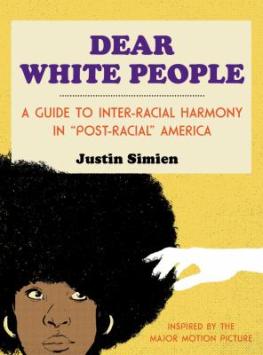 DEAR
WHITE PEOPLE
A GUIDE TO INTER-RACIAL HARMONY
IN "POST-RACIAL" AMERICA
Justin Simien
INSPIRED BY THE
MAJOR MOTION PICTURE